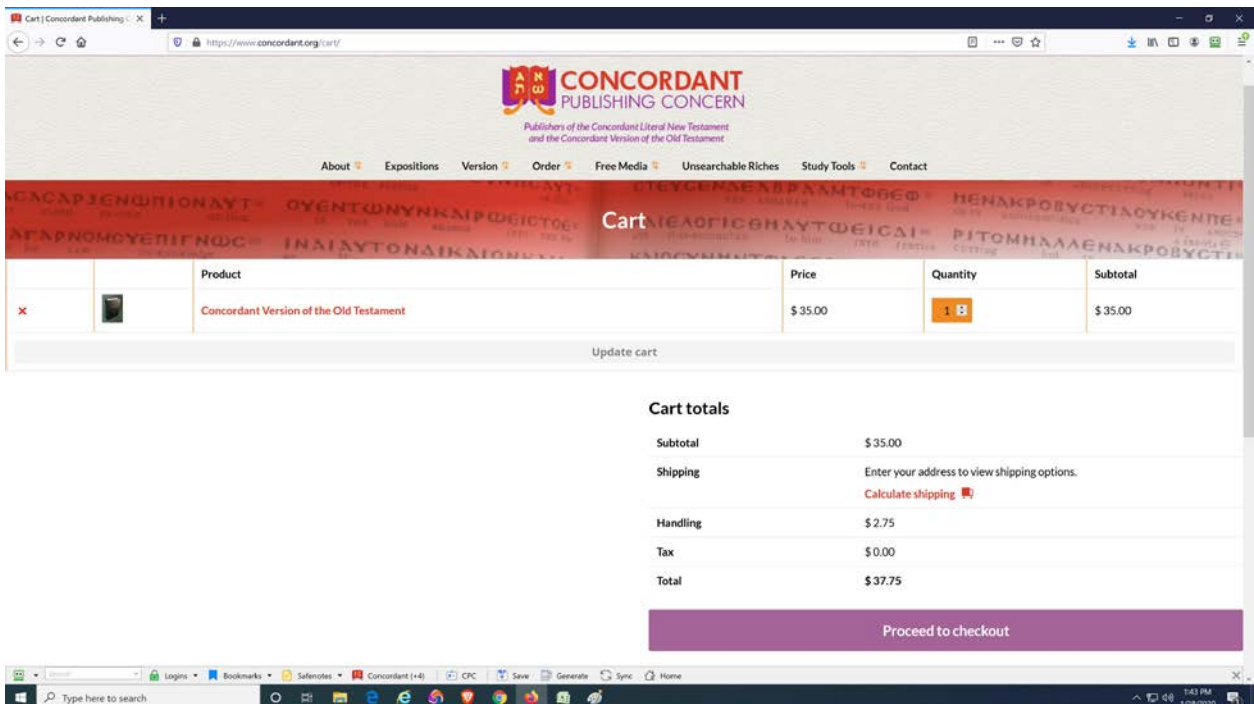 Cart | Concordant Publishing C
https://www.concordant.org/cart/
CONCORDANT
PUBLISHING CONCERN
Publishers of the Concordant Literal New Testament
and the Concordant Version of the Old Testament
About Expositions Version Order Free Media Unsearchable Riches Study Tools Contact
Cart
Product Price Quantity Subtotal
× Concordant Version of the Old Testament $ 35.00 1 $ 35.00
Update cart
Cart totals
Subtotal $ 35.00
Shipping Enter your address to view shipping options.
Calculate shipping
Handling $ 2.75
Tax $ 0.00
Total $ 37.75
Proceed to checkout
Logins Bookmarks Safenotes Concordant (+4) CPC Save Generate Sync Home
Type here to search 1:43 PM